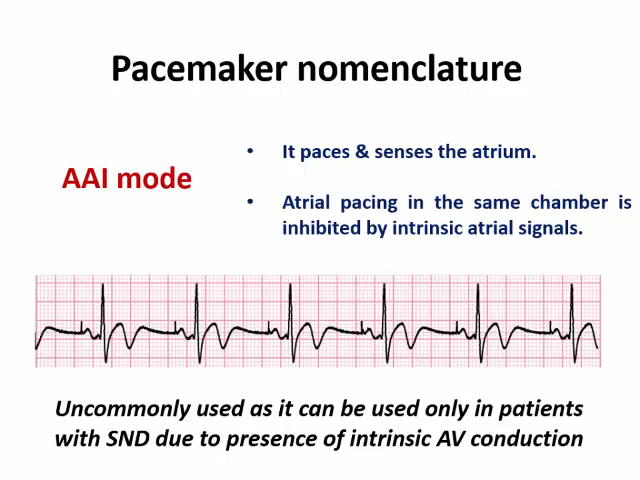 Pacemaker nomenclature
AAI mode
• It paces & senses the atrium.
• Atrial pacing in the same chamber is
inhibited by intrinsic atrial signals.
Uncommonly used as it can be used only in patients
with SND due to presence of intrinsic AV conduction